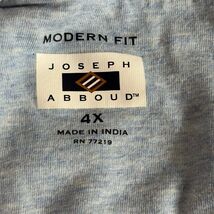 MODERN FIT
JOSEPH
ABBOUD™
4X
MADE IN INDIA
RN 77219